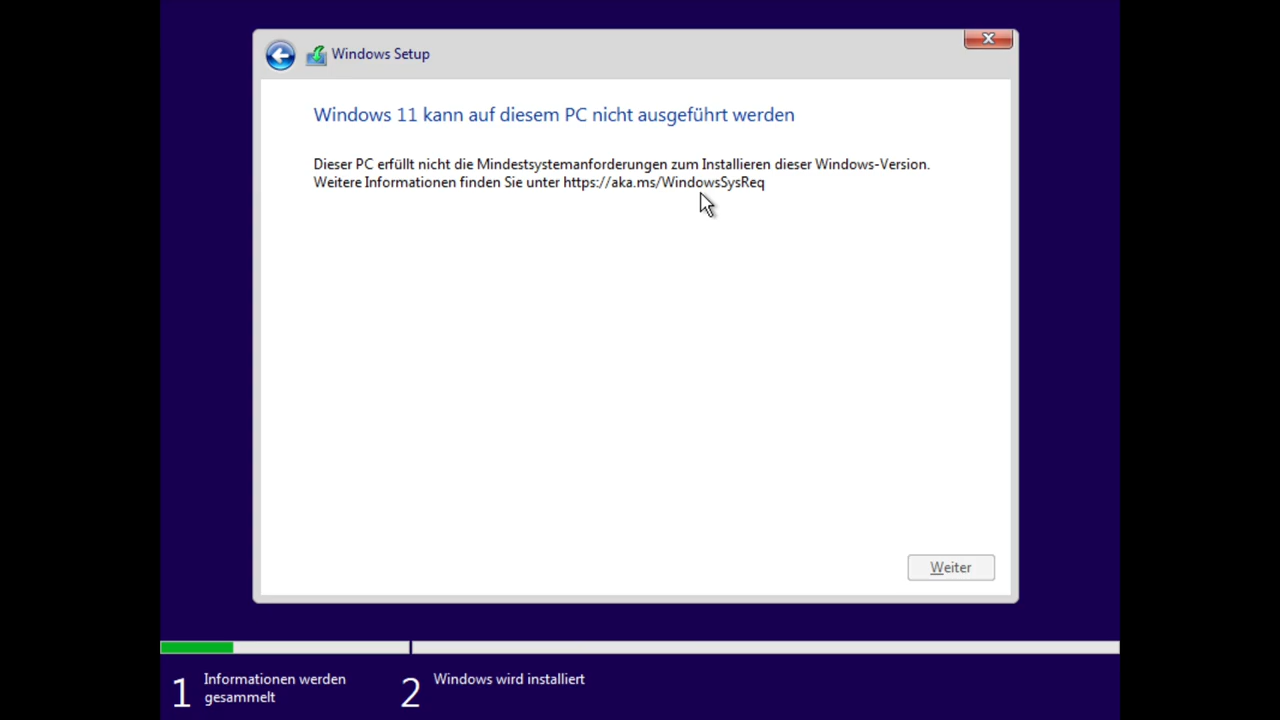 Windows Setup
Windows 11 kann auf diesem PC nicht ausgeführt werden
Dieser PC erfüllt nicht die Mindestsystemanforderungen zum Installieren dieser Windows-Version.
Weitere Informationen finden Sie unter https://aka.ms/WindowsSysReq
Weiter
1 Informationen werden
gesammelt
2 Windows wird installiert